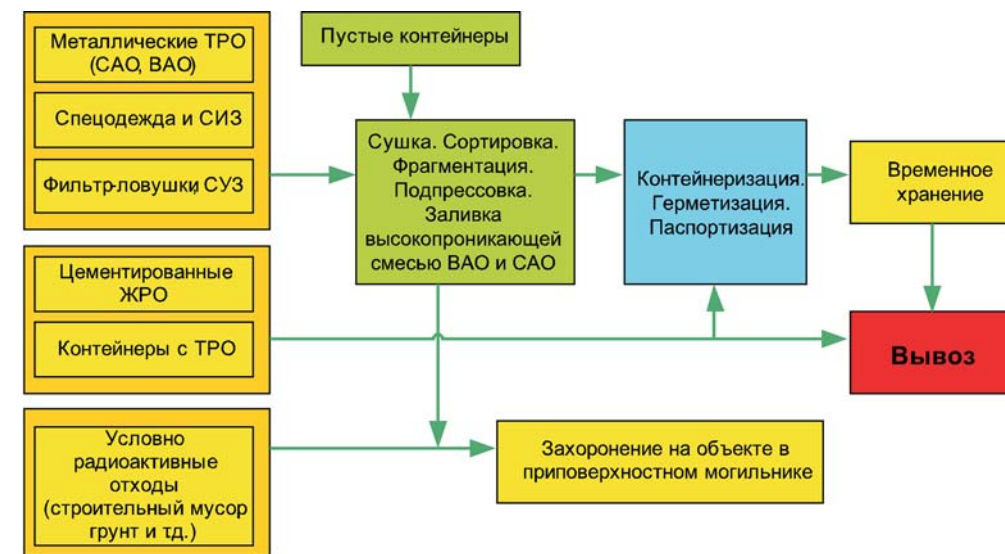 Металлические ТРО
(САО, ВАО)
Спецодежда и СИЗ
Фильтр-ловушки, СУЗ
Пустые контейнеры
Сушка. Сортировка.
Фрагментация.
Подпрессовка.
Заливка
высокопроникающей
смесью ВАО и САО
Контейнеризация.
Герметизация.
Паспортизация
Временное
хранение
Цементированные
ЖРО
Контейнеры с ТРО
Вывоз
Условно
радиоактивные
отходы
(строительный мусор
грунт и тд.)
Захоронение на объекте в
приповерхностном могильнике